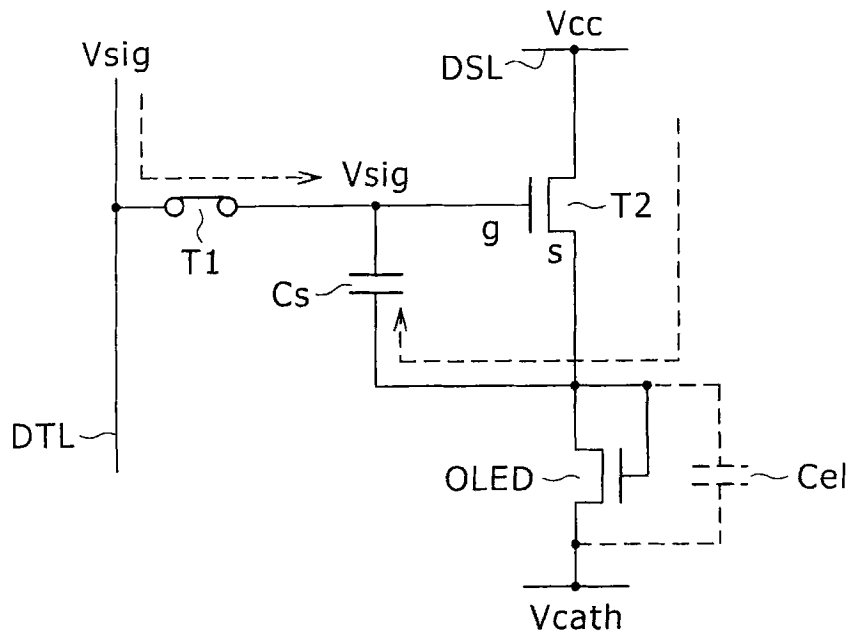 Vcc
Vsig
DSL
Vsig
T2
g
T1
s
Cs
DTL
OLED
Cel
Vcath